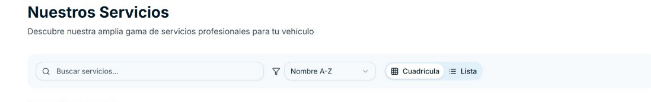 Nuestros Servicios
Descubre nuestra amplia gama de servicios profesionales para tu vehículo
Buscar servicios... Nombre A-Z Cuadrícula Lista